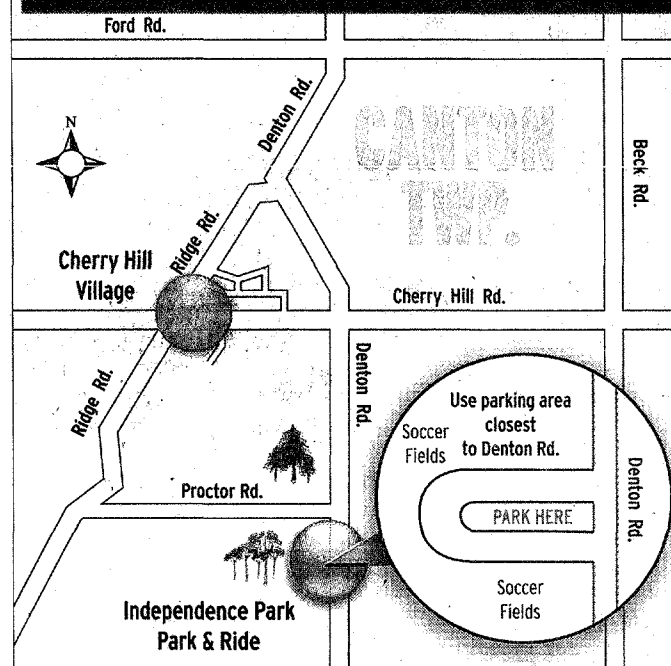 Ford Rd.
Denton Rd.
CANTON
TWP.
Beck Rd.
N
Ridge Rd.
Cherry Hill
Village
Cherry Hill Rd.
Ridge Rd.
Denton Rd.
Use parking area
closest
to Denton Rd.
Soccer
Fields
Denton Rd.
Proctor Rd.
PARK HERE
Soccer
Fields
Independence Park
Park & Ride